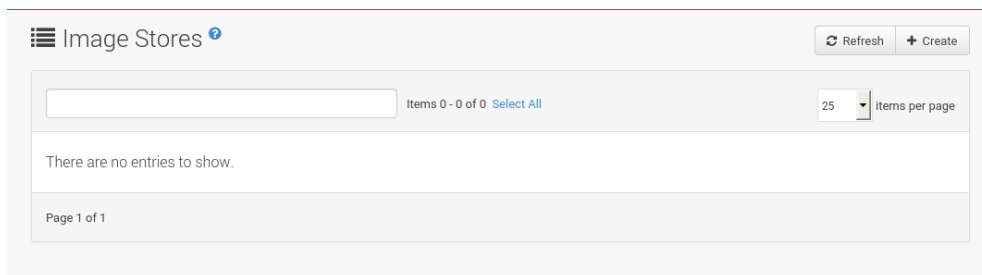 Image Stores ?
Refresh + Create
Items 0 - 0 of 0 Select All 25 items per page
There are no entries to show.
Page 1 of 1